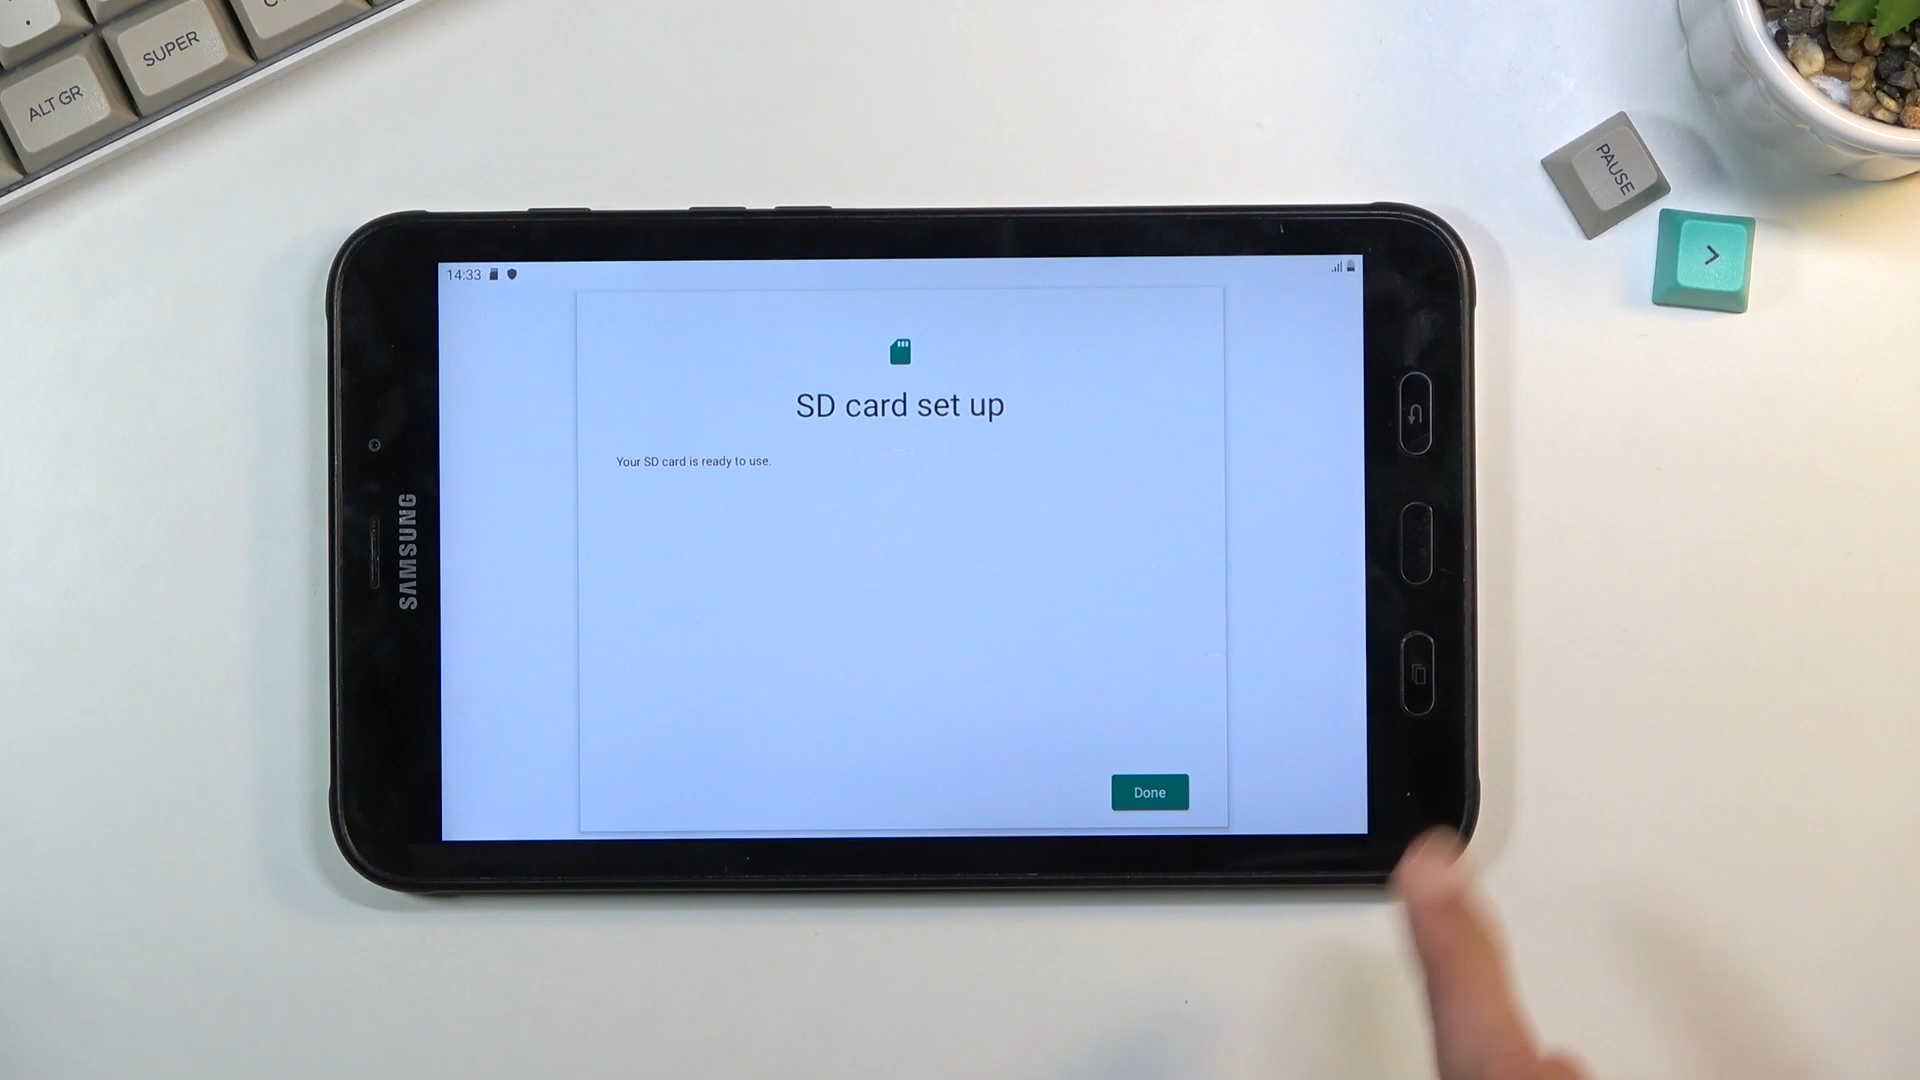 SUPER
ALT GR
PAUSE
>
14:33
SD card set up
Your SD card is ready to use.
SAMSUNG
Done